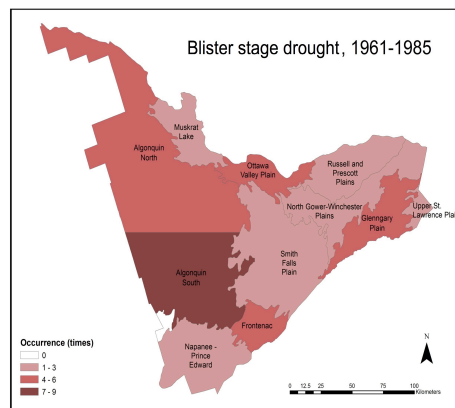 Blister stage drought, 1961-1985
Muskrat
Lake
Algonquin
North
Ottawa
Valley Plain
Russell and
Prescott
Plains
North Gower-Winchester
Plains
Upper St.
Lawrence Plai
Glenngary
Plain
Smith
Falls
Plain
Algonquin
South
Frontenac
Napanee -
Prince
Edward
Occurrence (times)
0
1 - 3
4 - 6
7 - 9
N
0 12.5 25 50 75 100
Kilometers